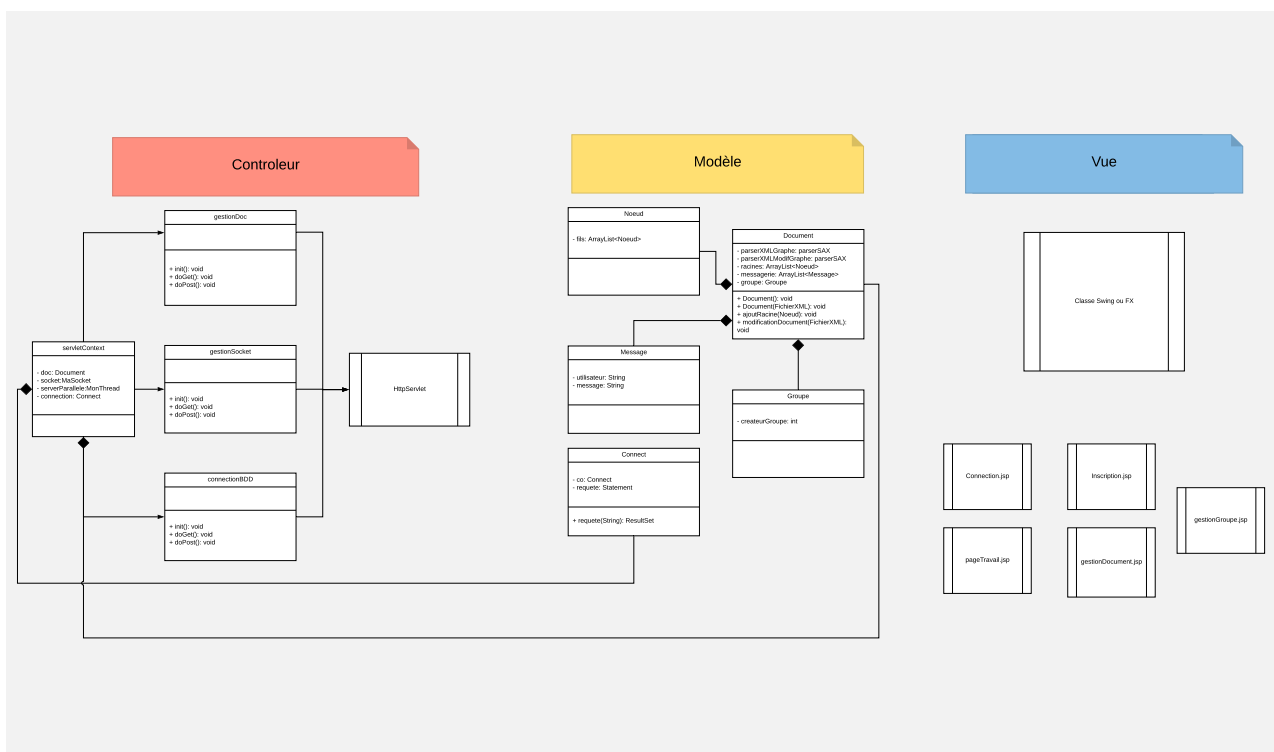 Controleur
Modèle
Vue
gestionDoc
+ init(): void
+ doGet(): void
+ doPost(): void
servletContext
- doc: Document
- socket:MaSocket
- serverParallele:MonThread
- connection: Connect
gestionSocket
+ init(): void
+ doGet(): void
+ doPost(): void
connectionBDD
+ init(): void
+ doGet(): void
+ doPost(): void
HttpServlet
Noeud
- fils: ArrayList<Noeud>
Document
- parserXMLGraphe: parserSAX
- parserXMLModifGraphe: parserSAX
- racines: ArrayList<Noeud>
- messagerie: ArrayList<Message>
- groupe: Groupe
+ Document(): void
+ Document(FichierXML): void
+ ajoutRacine(Noeud): void
+ modificationDocument(FichierXML):
void
Message
- utilisateur: String
- message: String
Groupe
- createurGroupe: int
Connect
- co: Connect
- requete: Statement
+ requete(String): ResultSet
Classe Swing ou FX
Connection.jsp
Inscription.jsp
gestionGroupe.jsp
pageTravail.jsp
gestionDocument.jsp